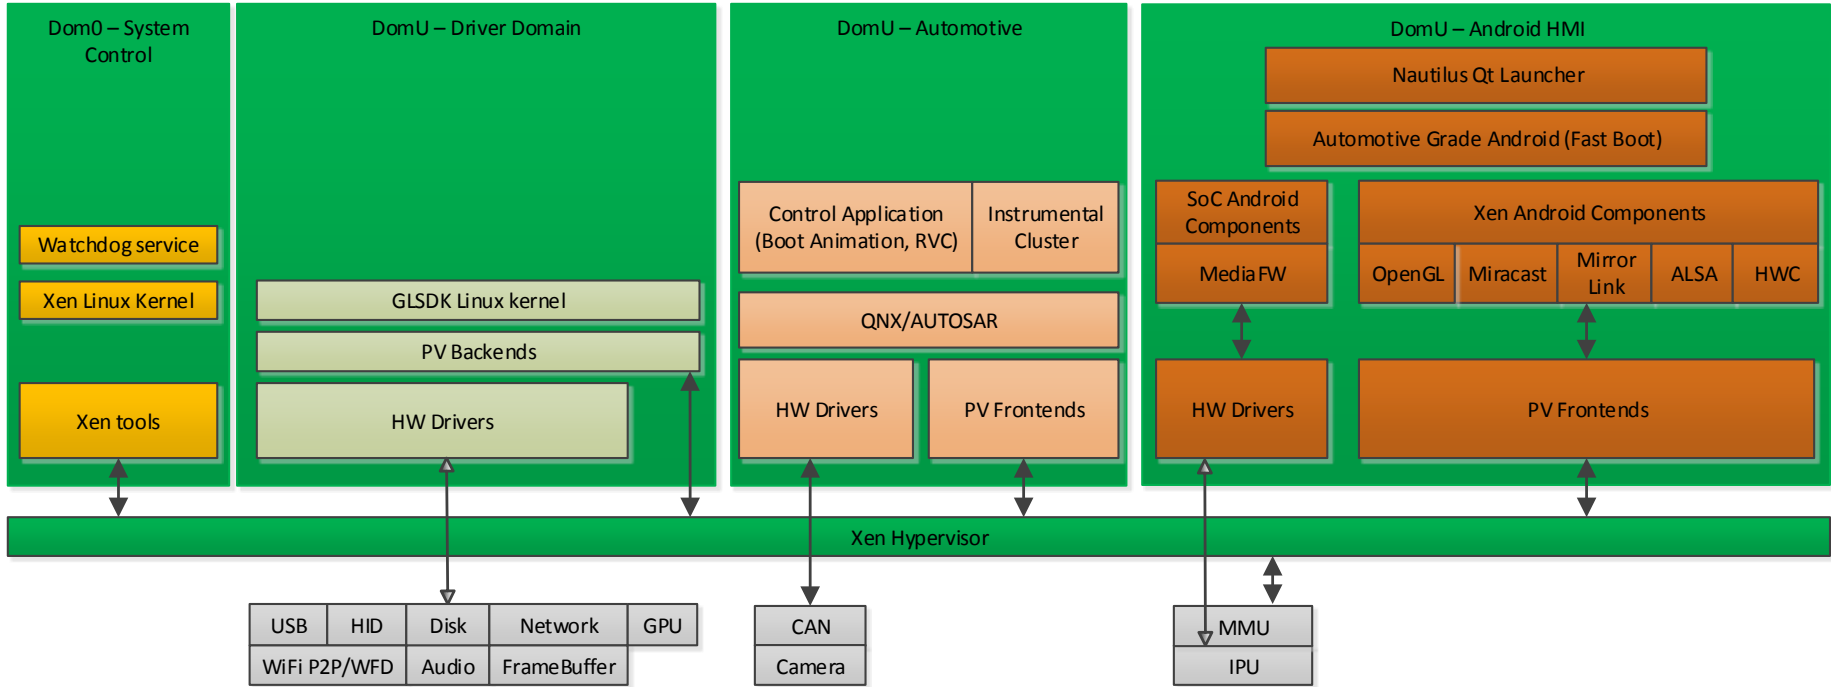 Dom0 – System
Control
Watchdog service
Xen Linux Kernel
Xen tools
DomU – Driver Domain
GLSDK Linux kernel
PV Backends
HW Drivers
DomU – Automotive
Control Application
(Boot Animation, RVC)
Instrumental
Cluster
QNX/AUTOSAR
HW Drivers
PV Frontends
DomU – Android HMI
Nautilus Qt Launcher
Automotive Grade Android (Fast Boot)
SoC Android
Components
MediaFW
Xen Android Components
OpenGL
Miracast
Mirror
Link
ALSA
HWC
HW Drivers
PV Frontends
Xen Hypervisor
USB
HID
Disk
Network
GPU
WiFi P2P/WFD
Audio
FrameBuffer
CAN
Camera
MMU
IPU